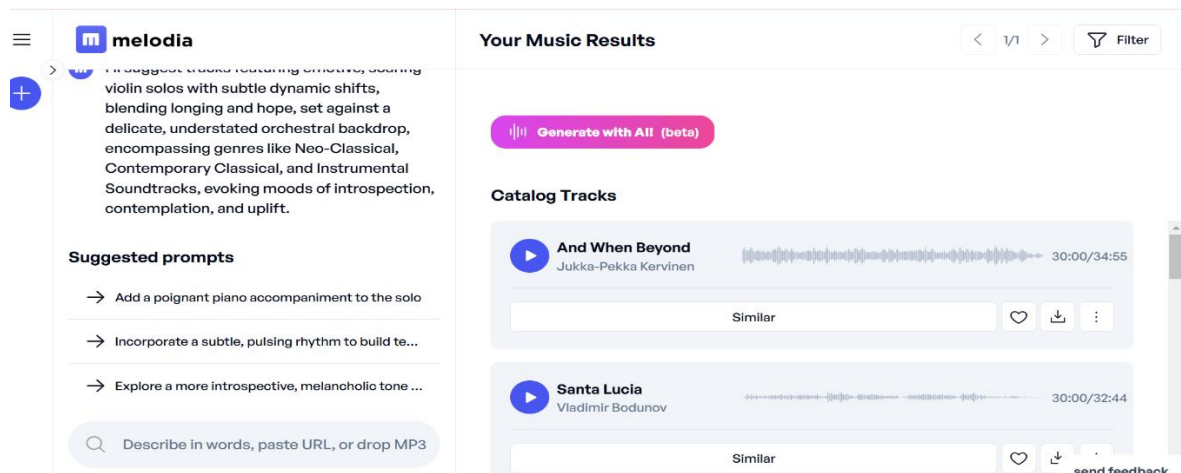 melodia
I'll suggest tracks featuring emotive, soaring
violin solos with subtle dynamic shifts,
blending longing and hope, set against a
delicate, understated orchestral backdrop,
encompassing genres like Neo-Classical,
Contemporary Classical, and Instrumental
Soundtracks, evoking moods of introspection,
contemplation, and uplift.
Suggested prompts
Add a poignant piano accompaniment to the solo
Incorporate a subtle, pulsing rhythm to build te...
Explore a more introspective, melancholic tone ...
Describe in words, paste URL, or drop MP3
Your Music Results
1/1
Filter
Generate with AI! (beta)
Catalog Tracks
And When Beyond
Jukka-Pekka Kervinen
30:00/34:55
Similar
Santa Lucia
Vladimir Bodunov
30:00/32:44
Similar
send feedback